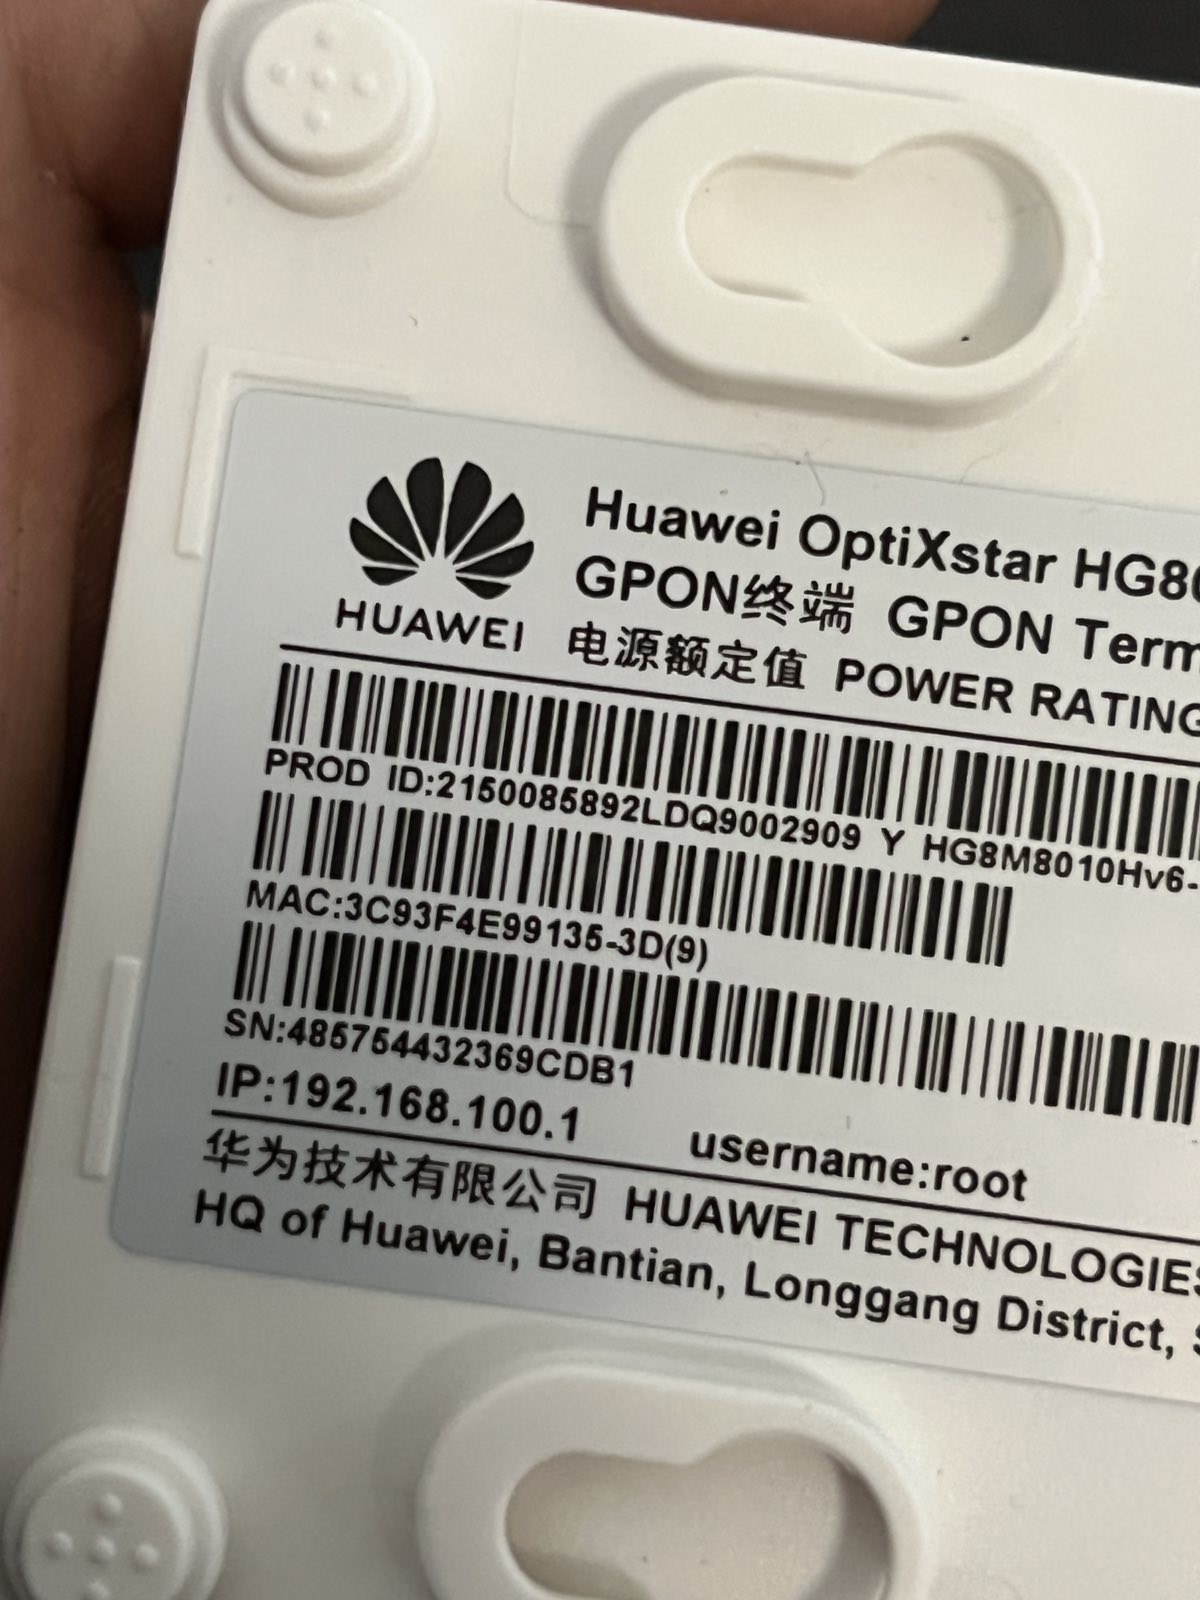 HUAWEI
Huawei OptiXstar HG80
GPON终端 GPON Term
电源额定值 POWER RATING
PROD ID:2150085892LDQ9002909 Y HG8M8010Hv6-
MAC:3C93F4E99135-3D(9)
SN:485754432369CDB1
IP:192.168.100.1 username:root
华为技术有限公司 HUAWEI TECHNOLOGIES
HQ of Huawei, Bantian, Longgang District, S